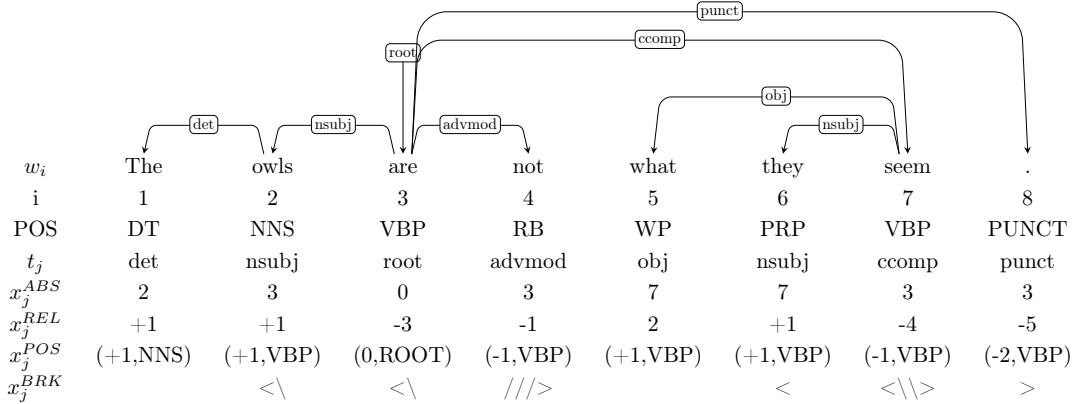 punct
ccomp
root
obj
det nsubj advmod nsubj
w_i The owls are not what they seem .
i 1 2 3 4 5 6 7 8
POS DT NNS VBP RB WP PRP VBP PUNCT
t_j det nsubj root advmod obj nsubj ccomp punct
x_j^{ABS} 2 3 0 3 7 7 3 3
x_j^{REL} +1 +1 -3 -1 2 +1 -4 -5
x_j^{POS} (+1,NNS) (+1,VBP) (0,ROOT) (-1,VBP) (+1,VBP) (+1,VBP) (-1,VBP) (-2,VBP)
x_j^{BRK} <\ <\ ///> < <\\> >